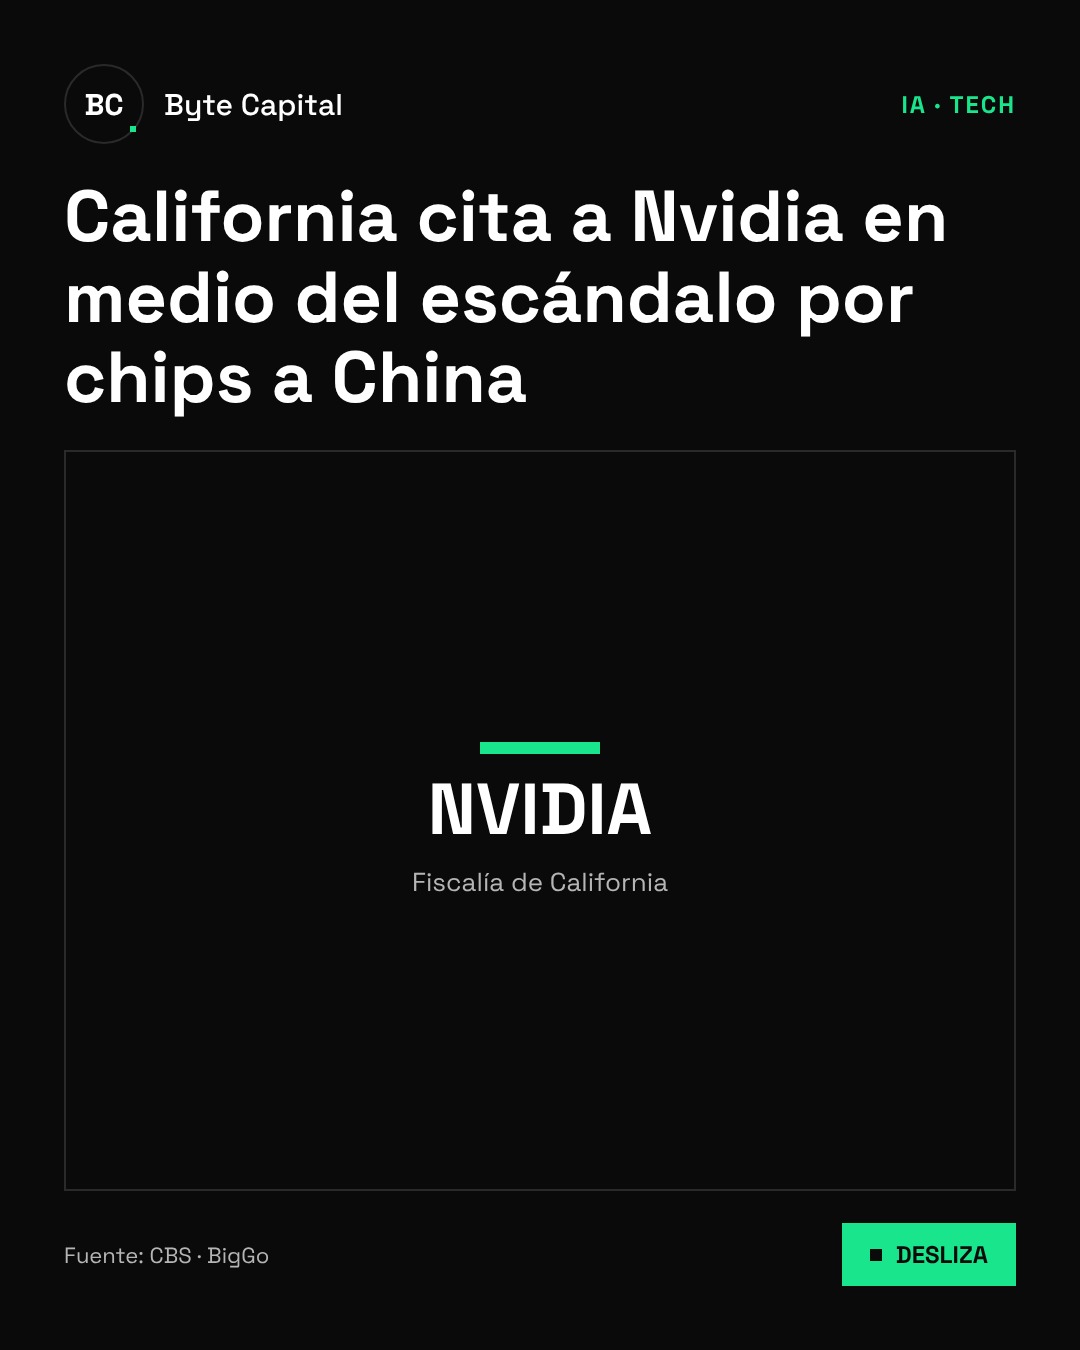 BC
Byte Capital
IA · TECH
California cita a Nvidia en
medio del escándalo por
chips a China
NVIDIA
Fiscalía de California
Fuente: CBS · BigGo
DESLIZA